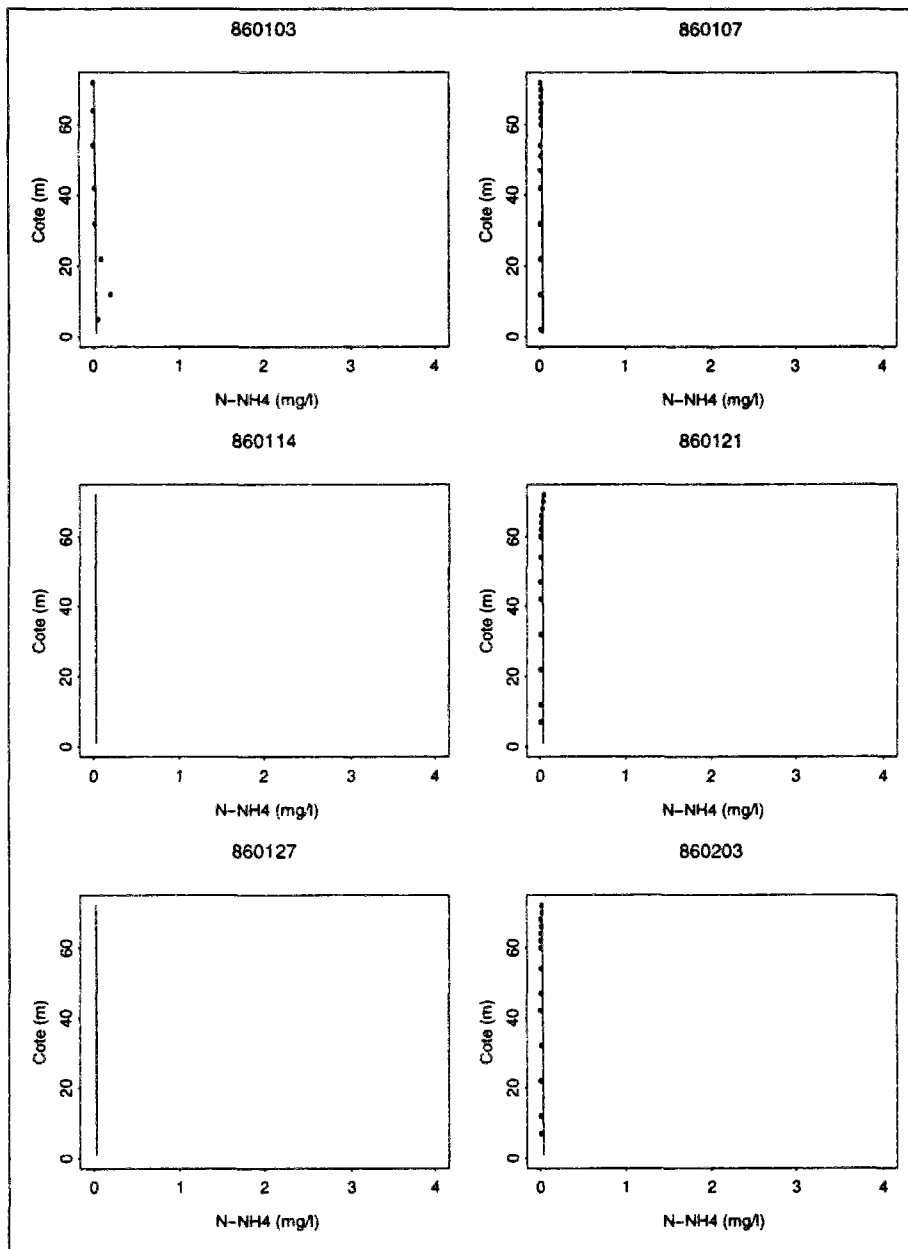 860103
60
40
20
0
Cote (m)
0 1 2 3 4
N-NH4 (mg/l)
860107
60
40
20
0
Cote (m)
0 1 2 3 4
N-NH4 (mg/l)
860114
60
40
20
0
Cote (m)
0 1 2 3 4
N-NH4 (mg/l)
860121
60
40
20
0
Cote (m)
0 1 2 3 4
N-NH4 (mg/l)
860127
60
40
20
0
Cote (m)
0 1 2 3 4
N-NH4 (mg/l)
860203
60
40
20
0
Cote (m)
0 1 2 3 4
N-NH4 (mg/l)